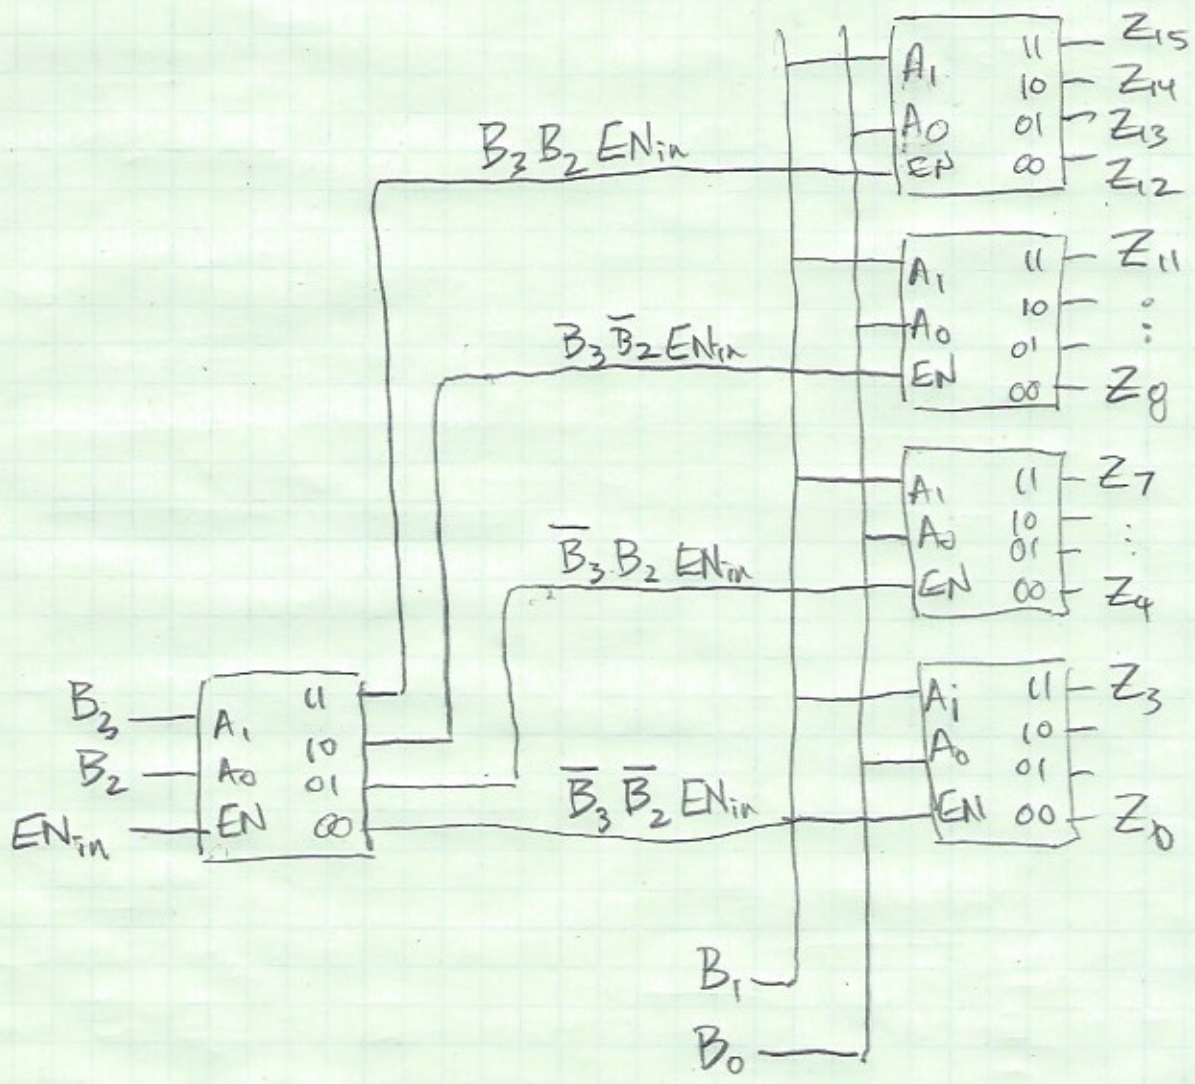 A₁ 11 Z₁₅
10 Z₁₄
A₀ 01 Z₁₃
EN 00 Z₁₂
B₃ B₂ ENin
A₁ 11 Z₁₁
10 :
A₀ 01
EN 00 Z₈
B₃ B̅₂ ENin
A₁ 11 Z₇
A₀ 10 :
01
EN 00 Z₄
B̅₃ B₂ ENin
A₁ 11 Z₃
A₀ 10
01
EN 00 Z₀
B̅₃ B̅₂ ENin
B₃ A₁ 11
10
B₂ A₀ 01
ENin EN 00
B₁
B₀